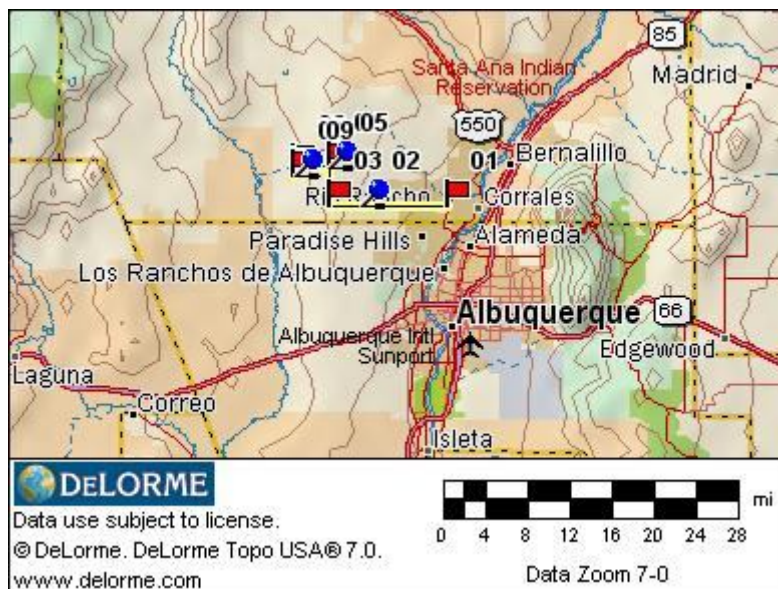 85
Santa Ana Indian
Reservation
Madrid
550
(09
(05
03
02
01
Bernalillo
Rio Rancho
Corrales
Paradise Hills
Alameda
Los Ranchos de Albuquerque
Albuquerque
66
Albuquerque Intl
Sunport
Edgewood
Laguna
Correo
Isleta
DELORME
Data use subject to license.
© DeLorme. DeLorme Topo USA® 7.0.
www.delorme.com
mi
0 4 8 12 16 20 24 28
Data Zoom 7-0